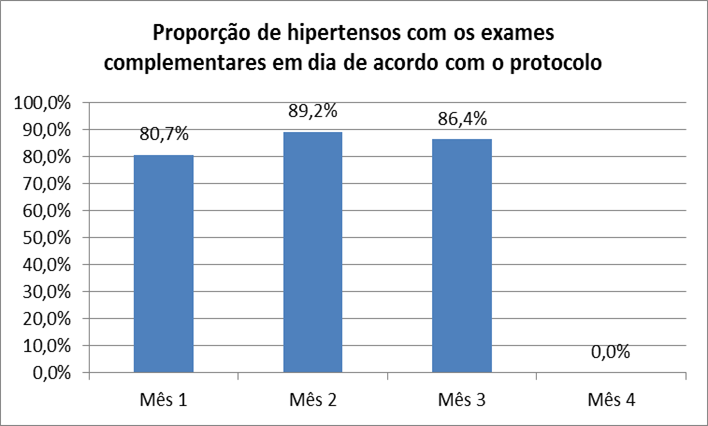 Proporção de hipertensos com os exames
complementares em dia de acordo com o protocolo
100,0%
90,0%
80,0%
70,0%
60,0%
50,0%
40,0%
30,0%
20,0%
10,0%
0,0%
80,7%
89,2%
86,4%
0,0%
Mês 1
Mês 2
Mês 3
Mês 4